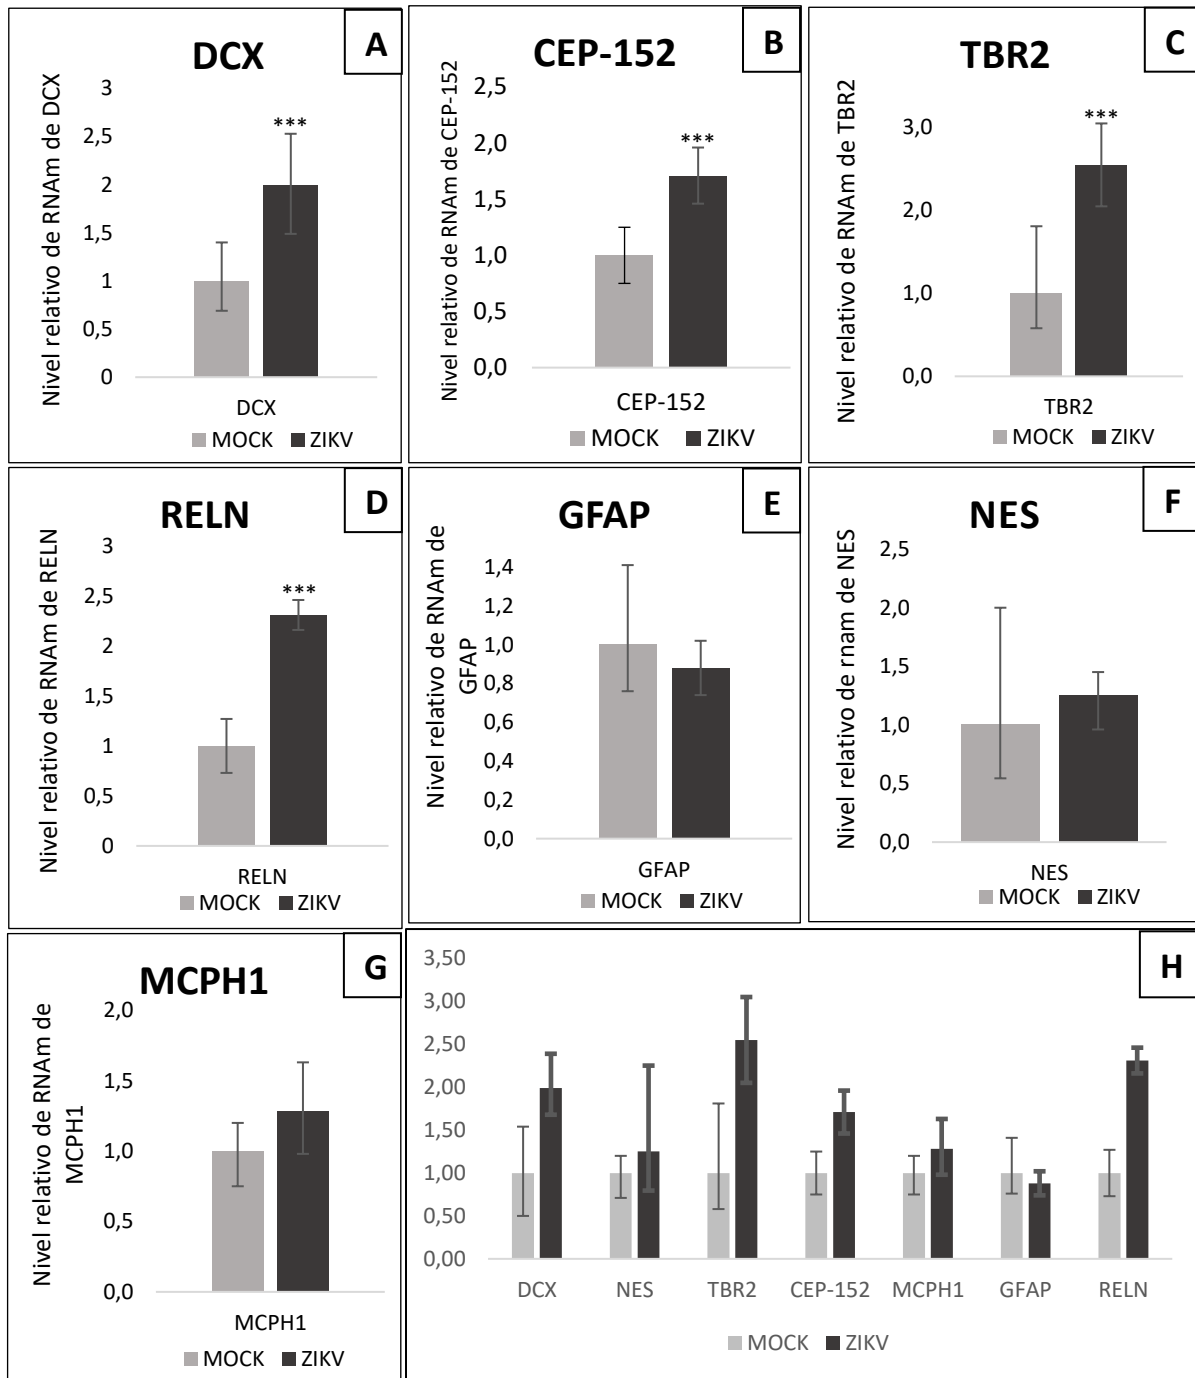 A
DCX
Nivel relativo de RNAm de DCX
3
2,5
2
1,5
1
0,5
0
***
DCX
MOCK ZIKV
B
CEP-152
Nivel relativo de RNAm de CEP-152
2,5
2,0
1,5
1,0
0,5
0,0
***
CEP-152
MOCK ZIKV
C
TBR2
Nivel relativo de RNAm de TBR2
3,0
2,0
1,0
0,0
***
TBR2
MOCK ZIKV
D
RELN
Nivel relativo de RNAm de RELN
3
2,5
2
1,5
1
0,5
0
***
RELN
MOCK ZIKV
E
GFAP
Nivel relativo de RNAm de
GFAP
1,4
1,2
1,0
0,8
0,6
0,4
0,2
0,0
GFAP
MOCK ZIKV
F
NES
Nivel relativo de rnam de NES
2,5
2,0
1,5
1,0
0,5
0,0
NES
MOCK ZIKV
G
MCPH1
Nivel relativo de RNAm de
MCPH1
2,0
1,5
1,0
0,5
0,0
MCPH1
MOCK ZIKV
H
3,50
3,00
2,50
2,00
1,50
1,00
0,50
0,00
DCX NES TBR2 CEP-152 MCPH1 GFAP RELN
MOCK ZIKV